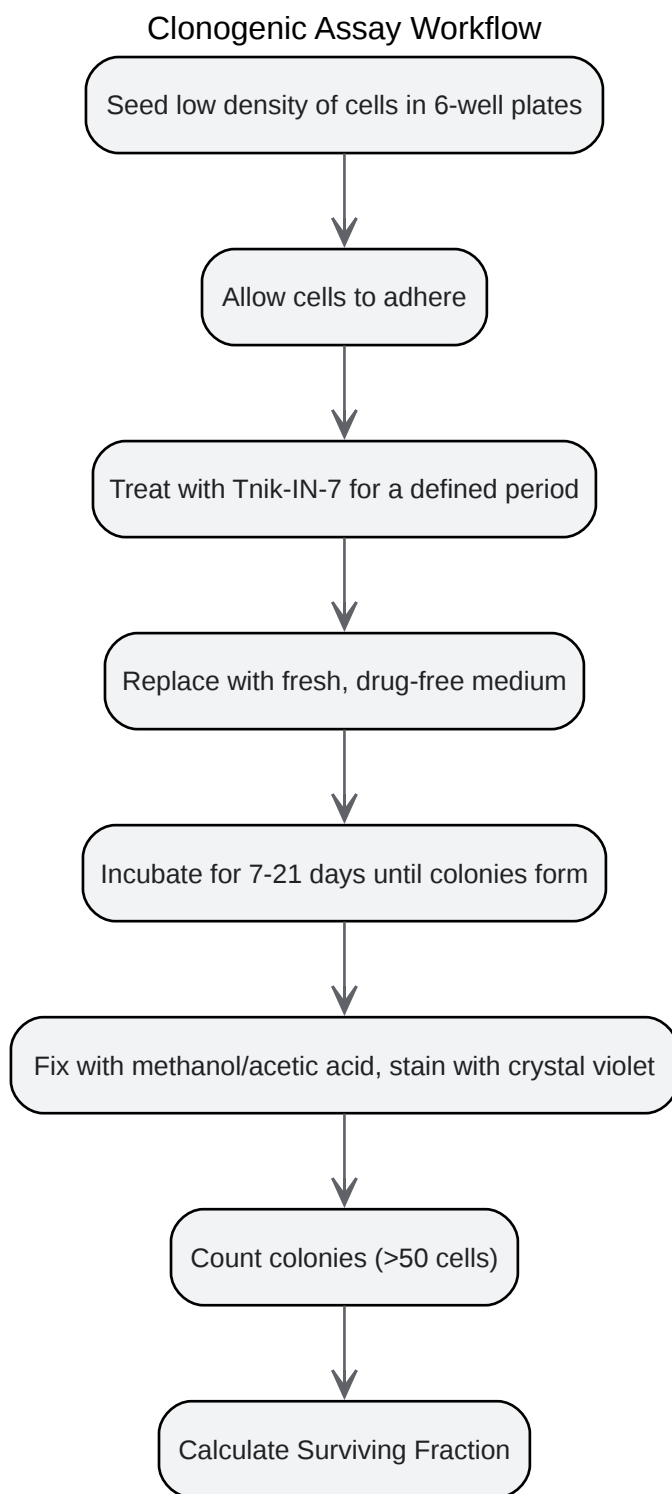 Clonogenic Assay Workflow
Seed low density of cells in 6-well plates
Allow cells to adhere
Treat with Tnik-IN-7 for a defined period
Replace with fresh, drug-free medium
Incubate for 7-21 days until colonies form
Fix with methanol/acetic acid, stain with crystal violet
Count colonies (>50 cells)
Calculate Surviving Fraction